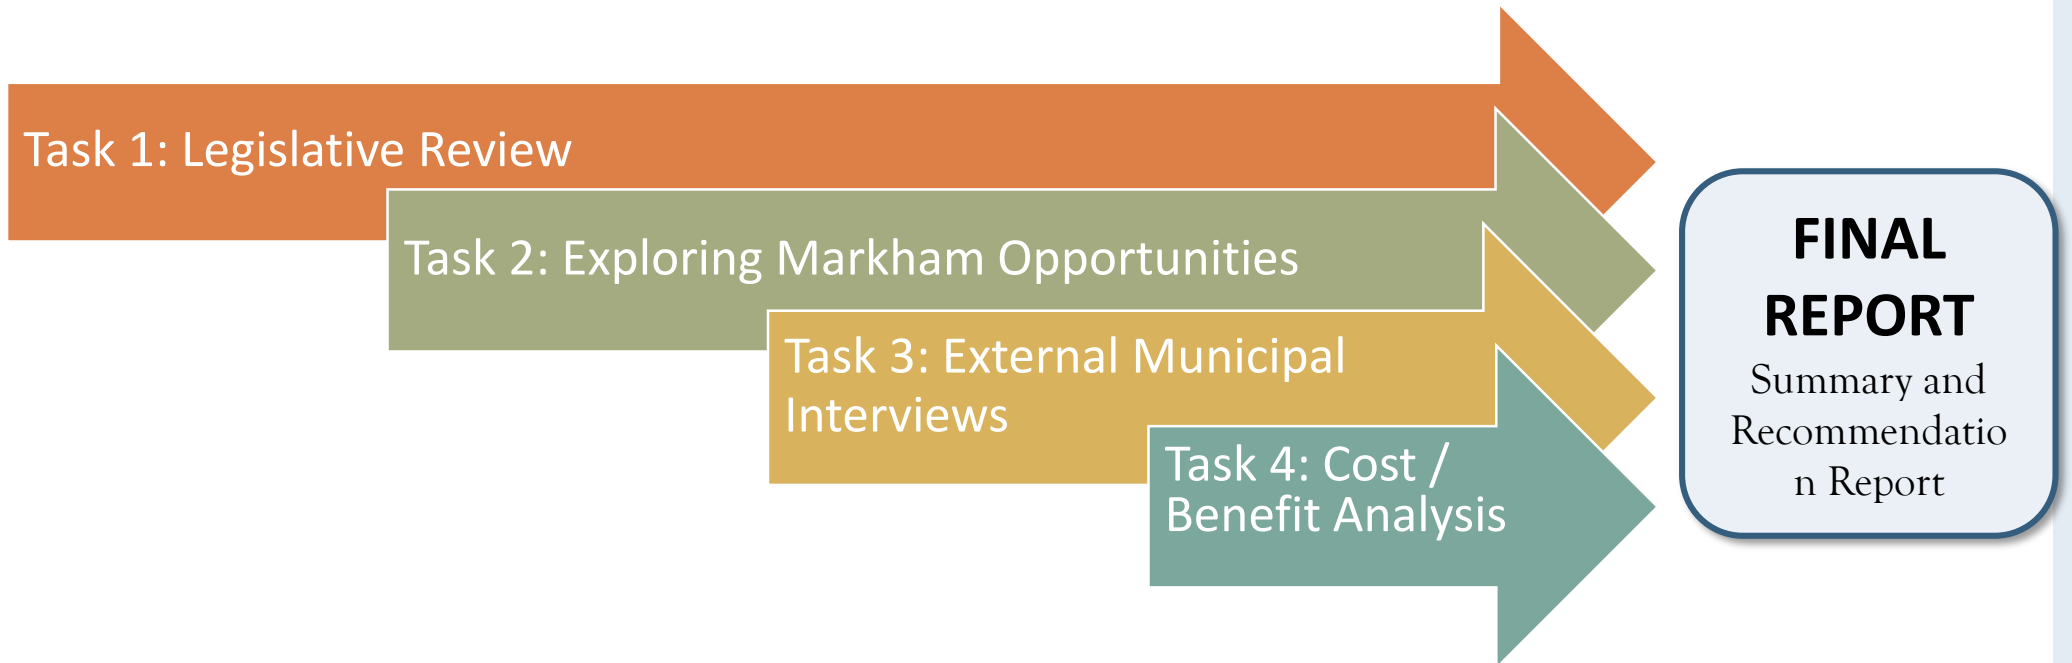 Task 1: Legislative Review
Task 2: Exploring Markham Opportunities
Task 3: External Municipal
Interviews
Task 4: Cost /
Benefit Analysis
FINAL
REPORT
Summary and
Recommendatio
n Report